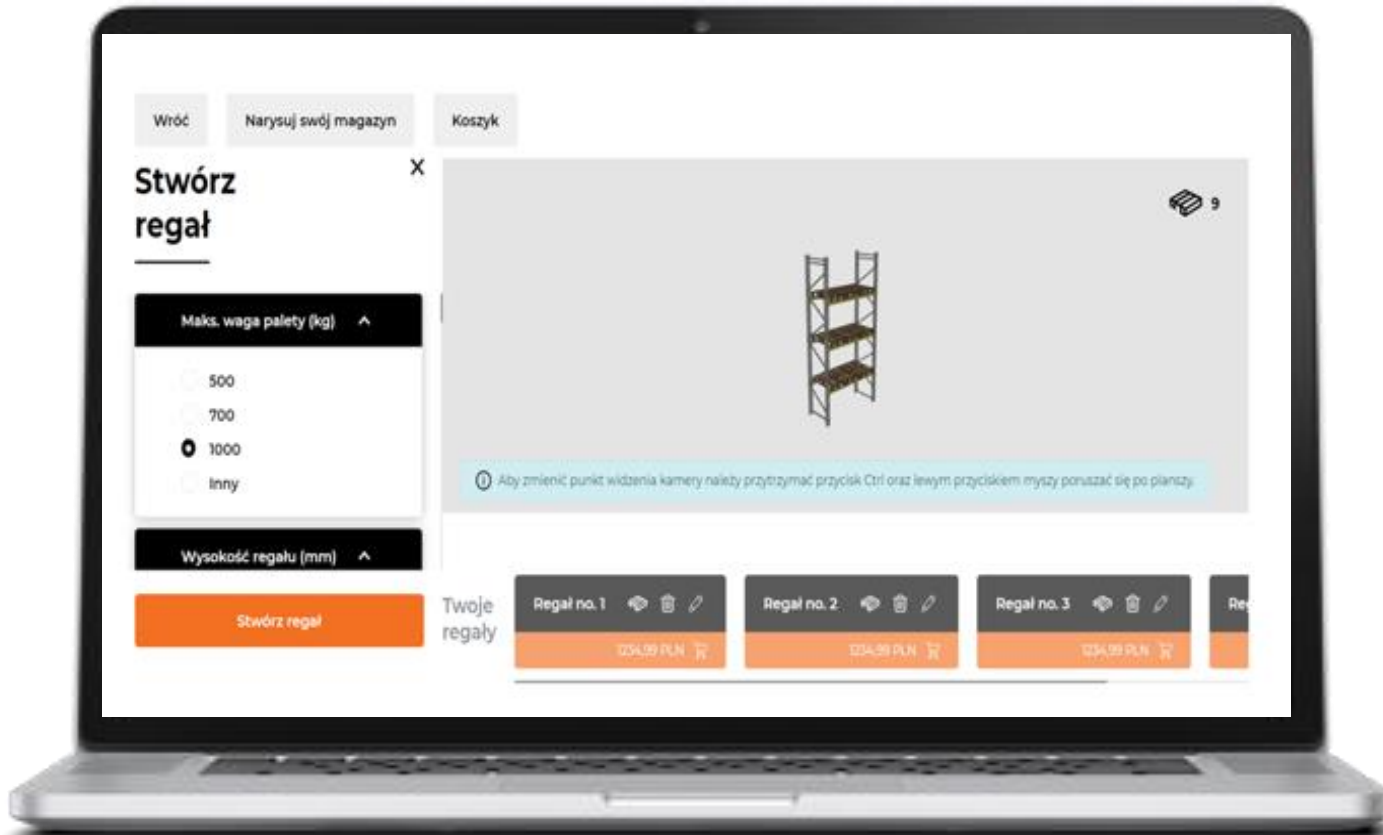 Wróć
Narysuj swój magazyn
Koszyk
Stwórz
regał
X
9
Maks. waga palety (kg)
500
700
1000
Inny
Aby zmienić punkt widzenia kamery należy przytrzymać przycisk Ctrl oraz lewym przyciskiem myszy poruszać się po planszy.
Wysokość regału (mm)
Stwórz regał
Twoje
regały
Regał no. 1
1234,99 PLN
Regał no. 2
1234,99 PLN
Regał no. 3
1234,99 PLN
Reg